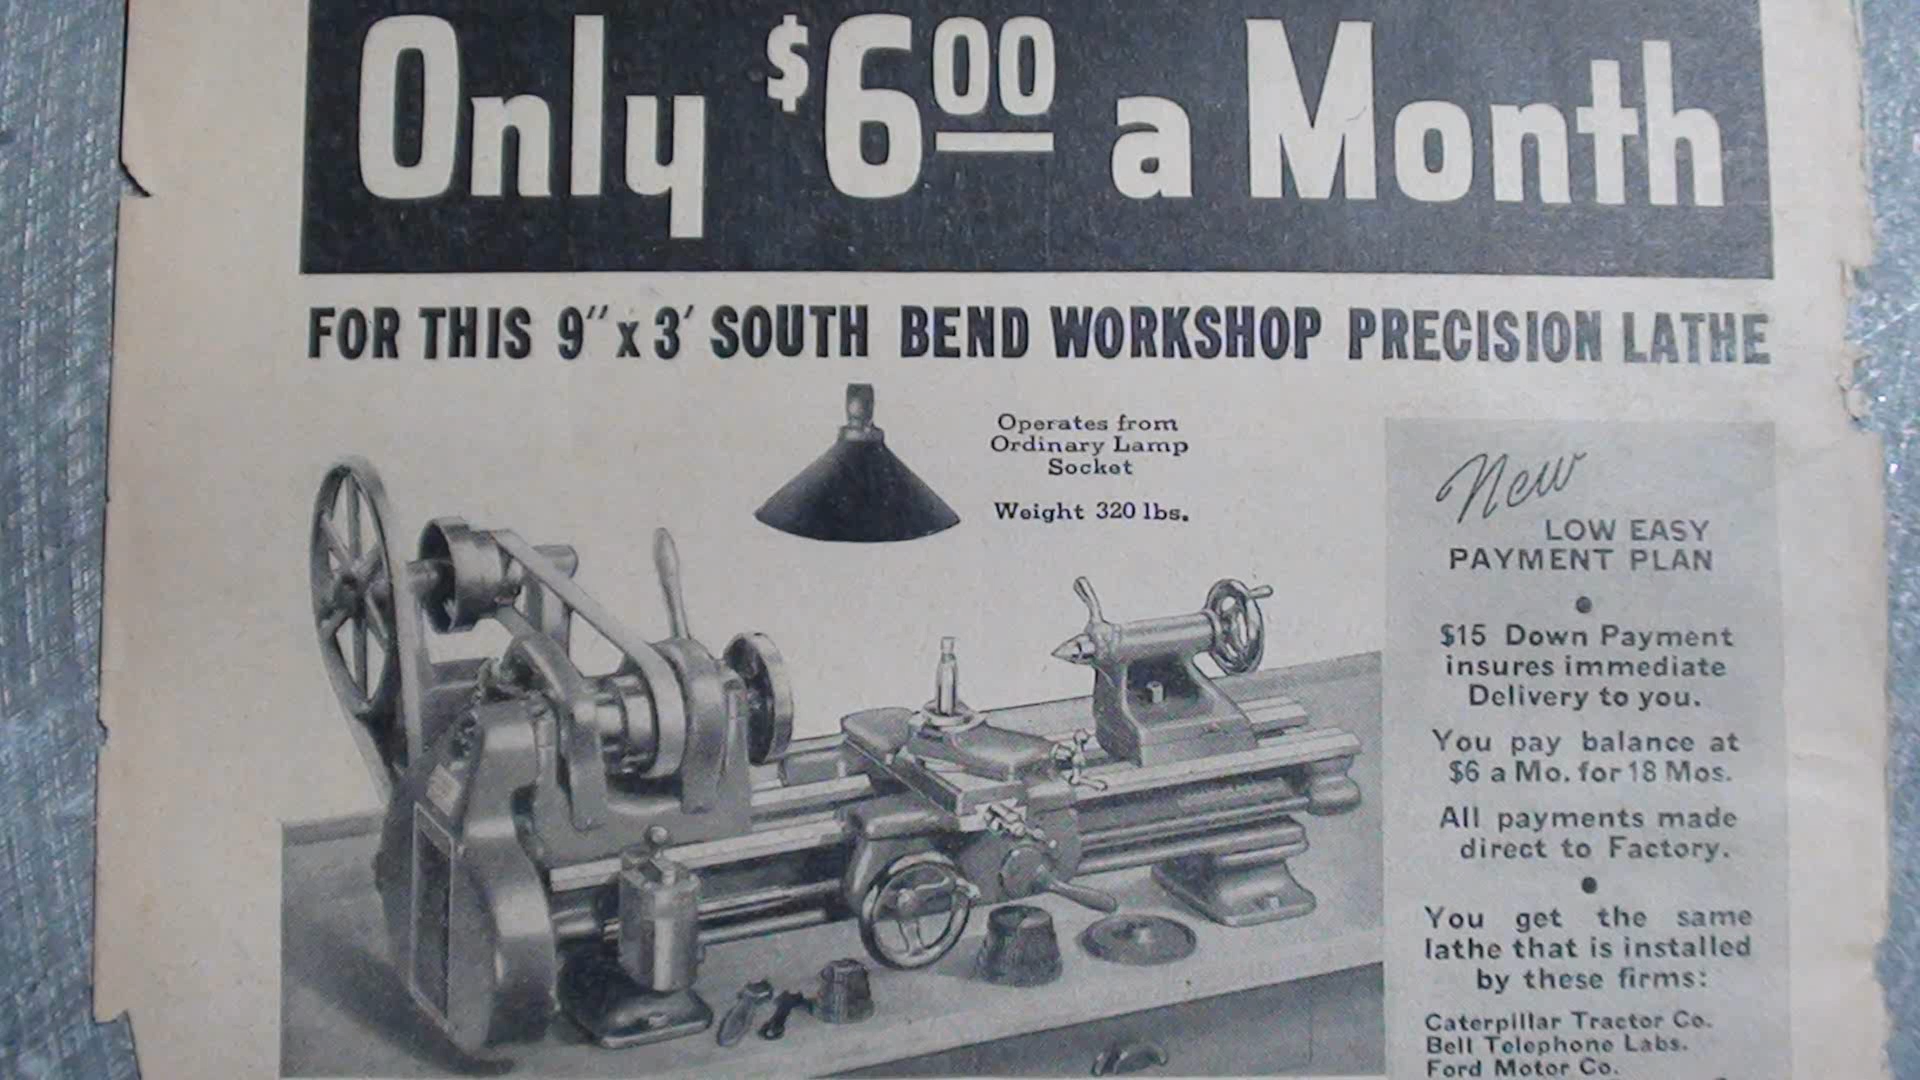 Only $6.00 a Month
FOR THIS 9" x 3' SOUTH BEND WORKSHOP PRECISION LATHE
Operates from
Ordinary Lamp
Socket
Weight 320 lbs.
New
LOW EASY
PAYMENT PLAN
$15 Down Payment
insures immediate
Delivery to you.
You pay balance at
$6 a Mo. for 18 Mos.
All payments made
direct to Factory.
You get the same
lathe that is installed
by these firms:
Caterpillar Tractor Co.
Bell Telephone Labs.
Ford Motor Co.